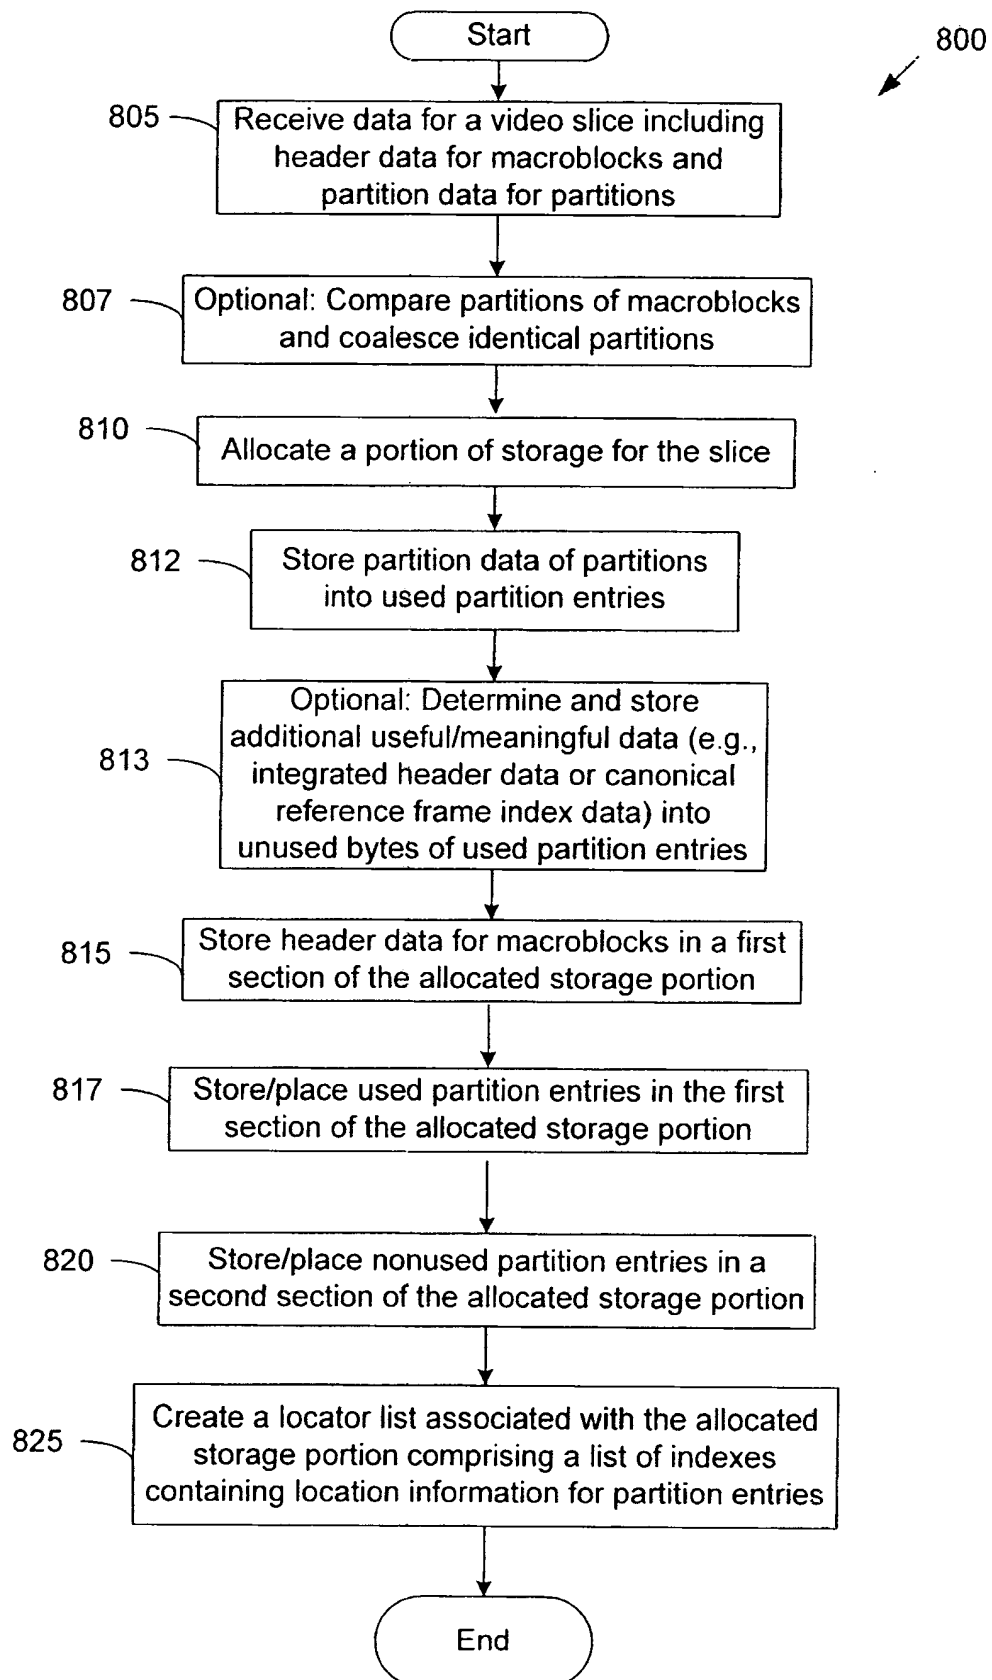 Start
800
805
Receive data for a video slice including
header data for macroblocks and
partition data for partitions
807
Optional: Compare partitions of macroblocks
and coalesce identical partitions
810
Allocate a portion of storage for the slice
812
Store partition data of partitions
into used partition entries
813
Optional: Determine and store
additional useful/meaningful data (e.g.,
integrated header data or canonical
reference frame index data) into
unused bytes of used partition entries
815
Store header data for macroblocks in a first
section of the allocated storage portion
817
Store/place used partition entries in the first
section of the allocated storage portion
820
Store/place nonused partition entries in a
second section of the allocated storage portion
825
Create a locator list associated with the allocated
storage portion comprising a list of indexes
containing location information for partition entries
End